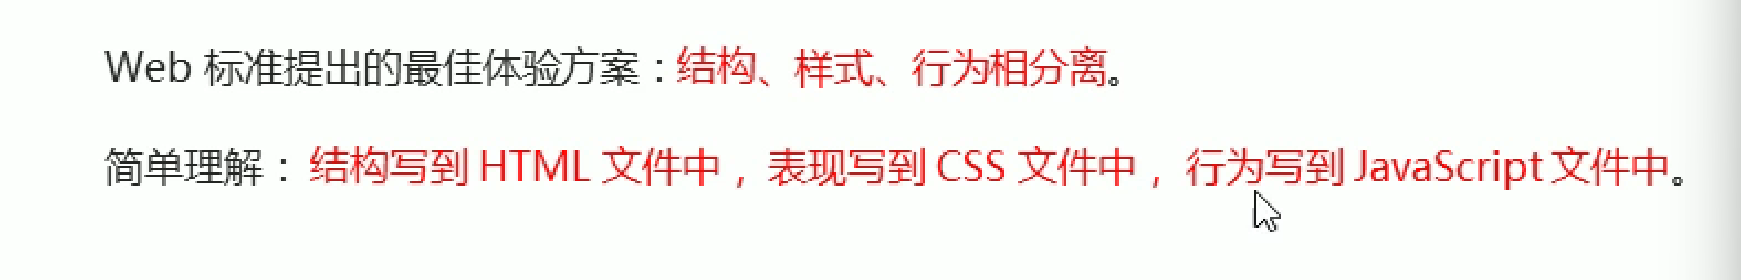 Web 标准提出的最佳体验方案：结构、样式、行为相分离。
简单理解： 结构写到 HTML 文件中， 表现写到 CSS 文件中， 行为写到 JavaScript 文件中。